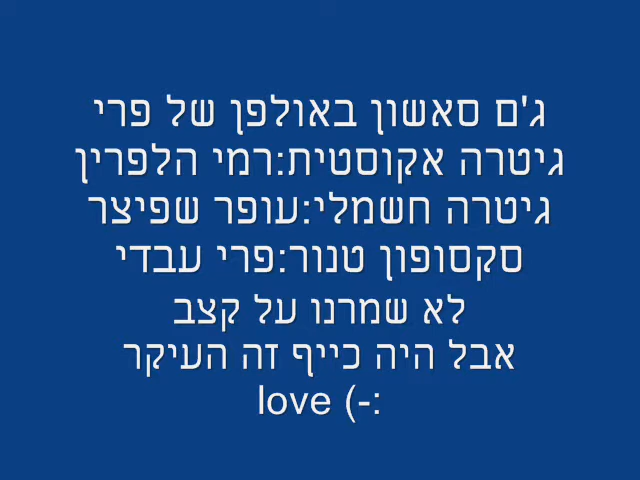 ג'ם סאשון באולפן של פרי
גיטרה אקוסטית:רמי הלפרין
גיטרה חשמלי:עופר שפיצר
סקסופון טנור:פרי עבדי
לא שמרנו על קצב
אבל היה כייף זה העיקר
love (-: